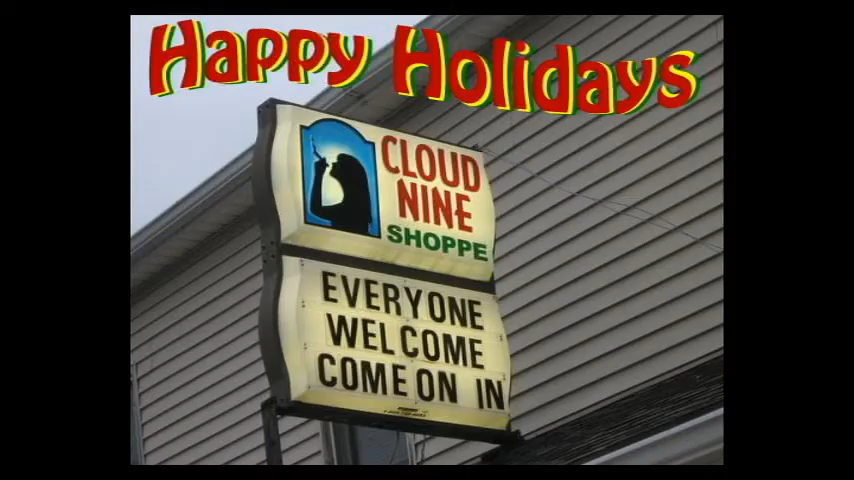 Happy Holidays
CLOUD
NINE
SHOPPE
EVERYONE
WELCOME
COME ON IN